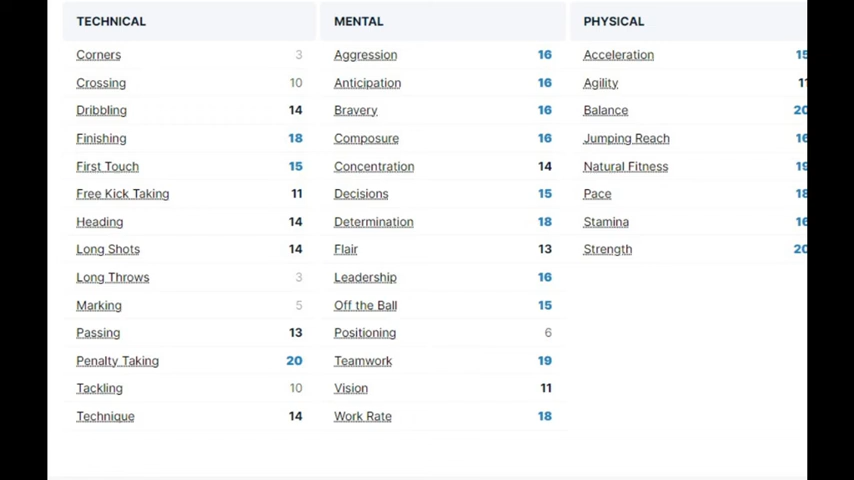 TECHNICAL MENTAL PHYSICAL
Corners 3 Aggression 16 Acceleration 15
Crossing 10 Anticipation 16 Agility 11
Dribbling 14 Bravery 16 Balance 20
Finishing 18 Composure 16 Jumping Reach 16
First Touch 15 Concentration 14 Natural Fitness 19
Free Kick Taking 11 Decisions 15 Pace 18
Heading 14 Determination 18 Stamina 16
Long Shots 14 Flair 13 Strength 20
Long Throws 3 Leadership 16
Marking 5 Off the Ball 15
Passing 13 Positioning 6
Penalty Taking 20 Teamwork 19
Tackling 10 Vision 11
Technique 14 Work Rate 18